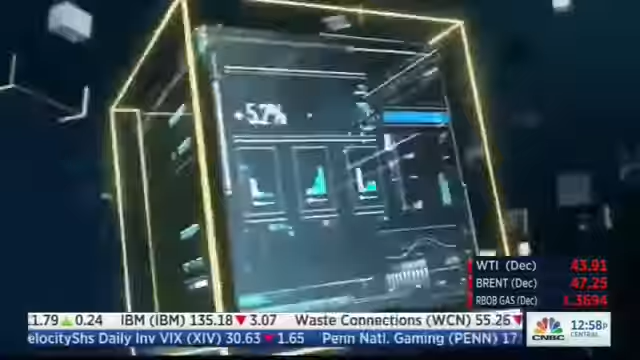 5.7%
WTI (Dec) 43.91
BRENT (Dec) 47.25
RBOB GAS (Dec) 1.3694
1.79 0.24 IBM (IBM) 135.18 3.07 Waste Connections (WCN) 55.26
CNBC 12:58P
CENTRAL
elocityShs Daily Inv VIX (XIV) 30.63 1.65 Penn Natl. Gaming (PENN) 17